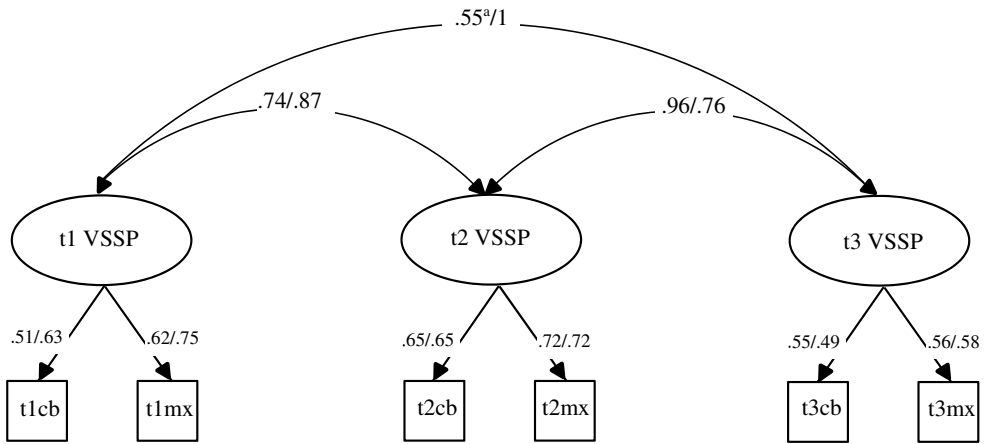 .55ª/1
.74/.87
.96/.76
t1 VSSP
t2 VSSP
t3 VSSP
.51/.63
.62/.75
.65/.65
.72/.72
.55/.49
.56/.58
t1cb
t1mx
t2cb
t2mx
t3cb
t3mx